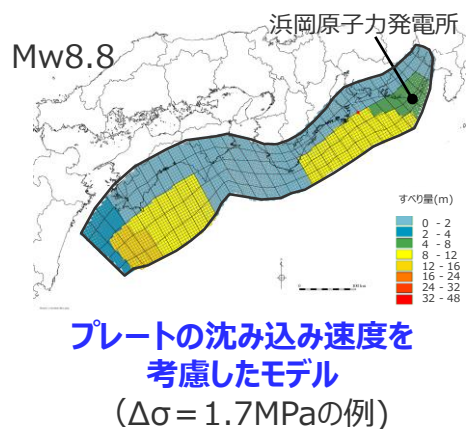 浜岡原子力発電所
Mw8.8
すべり量(m)
0 - 2
2 - 4
4 - 8
8 - 12
12 - 16
16 - 24
24 - 32
32 - 48
プレートの沈み込み速度を
考慮したモデル
（Δσ＝1.7MPaの例)